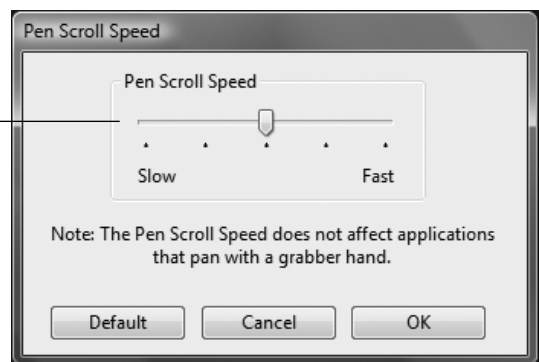 Pen Scroll Speed
Pen Scroll Speed
Slow Fast
Note: The Pen Scroll Speed does not affect applications
that pan with a grabber hand.
Default Cancel OK